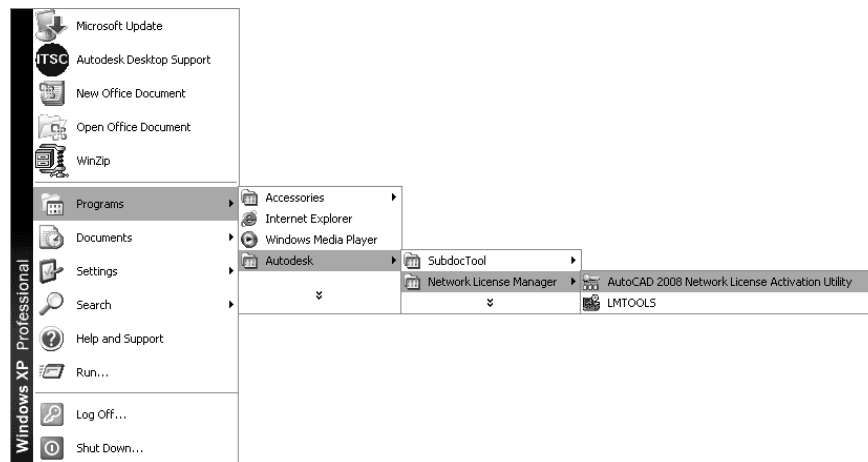 Microsoft Update
ITSC Autodesk Desktop Support
New Office Document
Open Office Document
WinZip
Programs
Documents
Settings
Search
Help and Support
Run...
Log Off...
Shut Down...
Windows XP Professional
Accessories
Internet Explorer
Windows Media Player
Autodesk
SubdocTool
Network License Manager
AutoCAD 2008 Network License Activation Utility
LMTOOLS